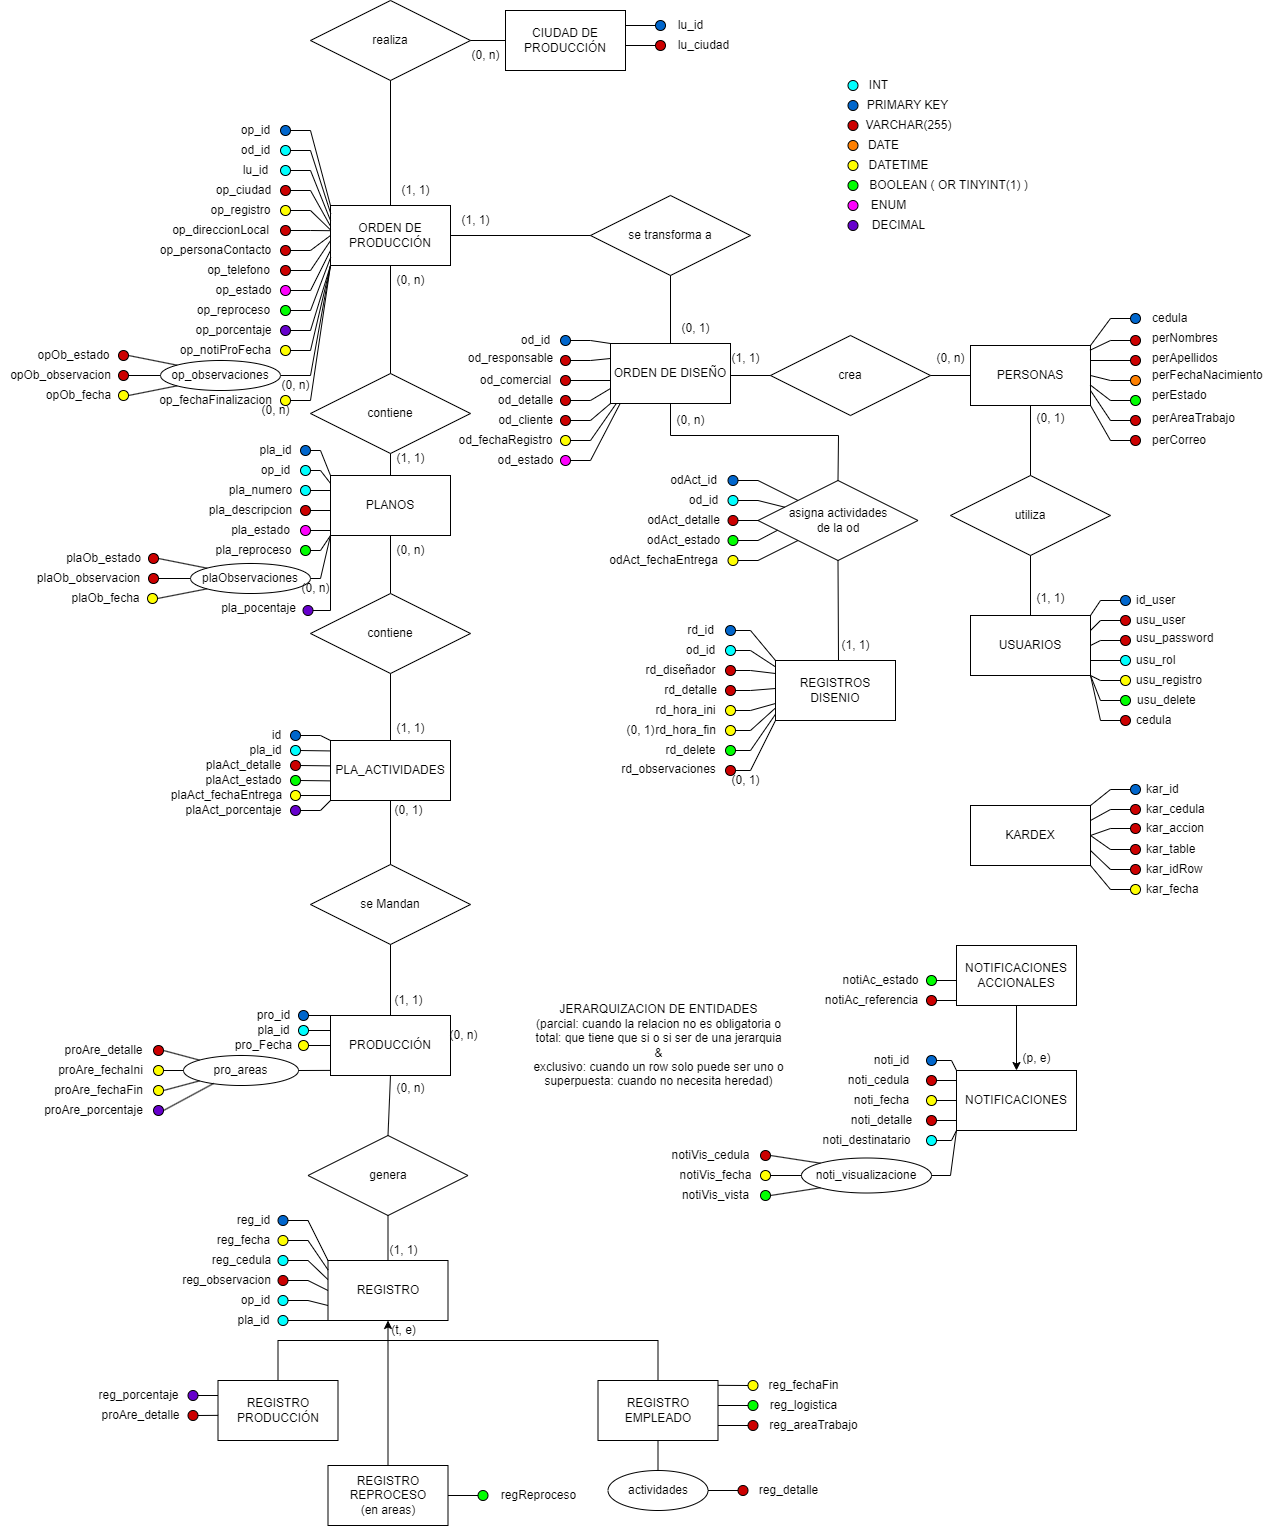 realiza
CIUDAD DE
PRODUCCIÓN
(0, n)
lu_id
lu_ciudad
INT
PRIMARY KEY
VARCHAR(255)
DATE
DATETIME
BOOLEAN ( OR TINYINT(1) )
ENUM
DECIMAL
op_id
od_id
lu_id
op_ciudad
op_registro
op_direccionLocal
op_personaContacto
op_telefono
op_estado
op_reproceso
op_porcentaje
op_notiProFecha
op_observaciones
(0, n)
op_fechaFinalizacion
(0, n)
opOb_estado
opOb_observacion
opOb_fecha
(1, 1)
ORDEN DE
PRODUCCIÓN
(1, 1)
(0, n)
se transforma a
(0, 1)
od_id
od_responsable
od_comercial
od_detalle
od_cliente
od_fechaRegistro
od_estado
ORDEN DE DISEÑO
(1, 1)
(0, n)
crea
(0, n)
PERSONAS
(0, 1)
cedula
perNombres
perApellidos
perFechaNacimiento
perEstado
perAreaTrabajo
perCorreo
contiene
(1, 1)
pla_id
op_id
pla_numero
pla_descripcion
pla_estado
pla_reproceso
plaObservaciones
(0, n)
pla_pocentaje
plaOb_estado
plaOb_observacion
plaOb_fecha
PLANOS
(0, n)
odAct_id
od_id
odAct_detalle
odAct_estado
odAct_fechaEntrega
asigna actividades
de la od
utiliza
(1, 1)
USUARIOS
id_user
usu_user
usu_password
usu_rol
usu_registro
usu_delete
cedula
contiene
(1, 1)
rd_id
od_id
rd_diseñador
rd_detalle
rd_hora_ini
(0, 1)rd_hora_fin
rd_delete
rd_observaciones
(0, 1)
(1, 1)
REGISTROS
DISENIO
id
pla_id
plaAct_detalle
plaAct_estado
plaAct_fechaEntrega
plaAct_porcentaje
PLA_ACTIVIDADES
(0, 1)
KARDEX
kar_id
kar_cedula
kar_accion
kar_table
kar_idRow
kar_fecha
se Mandan
(1, 1)
pro_id
pla_id
pro_Fecha
pro_areas
PRODUCCIÓN
(0, n)
(0, n)
proAre_detalle
proAre_fechaIni
proAre_fechaFin
proAre_porcentaje
JERARQUIZACION DE ENTIDADES
(parcial: cuando la relacion no es obligatoria o
total: que tiene que si o si ser de una jerarquia
&
exclusivo: cuando un row solo puede ser uno o
superpuesta: cuando no necesita heredad)
notiAc_estado
notiAc_referencia
NOTIFICACIONES
ACCIONALES
(p, e)
noti_id
noti_cedula
noti_fecha
noti_detalle
noti_destinatario
NOTIFICACIONES
noti_visualizacione
notiVis_cedula
notiVis_fecha
notiVis_vista
genera
(1, 1)
reg_id
reg_fecha
reg_cedula
reg_observacion
op_id
pla_id
REGISTRO
(t, e)
reg_porcentaje
proAre_detalle
REGISTRO
PRODUCCIÓN
REGISTRO
EMPLEADO
reg_fechaFin
reg_logistica
reg_areaTrabajo
REGISTRO
REPROCESO
(en areas)
regReproceso
actividades
reg_detalle